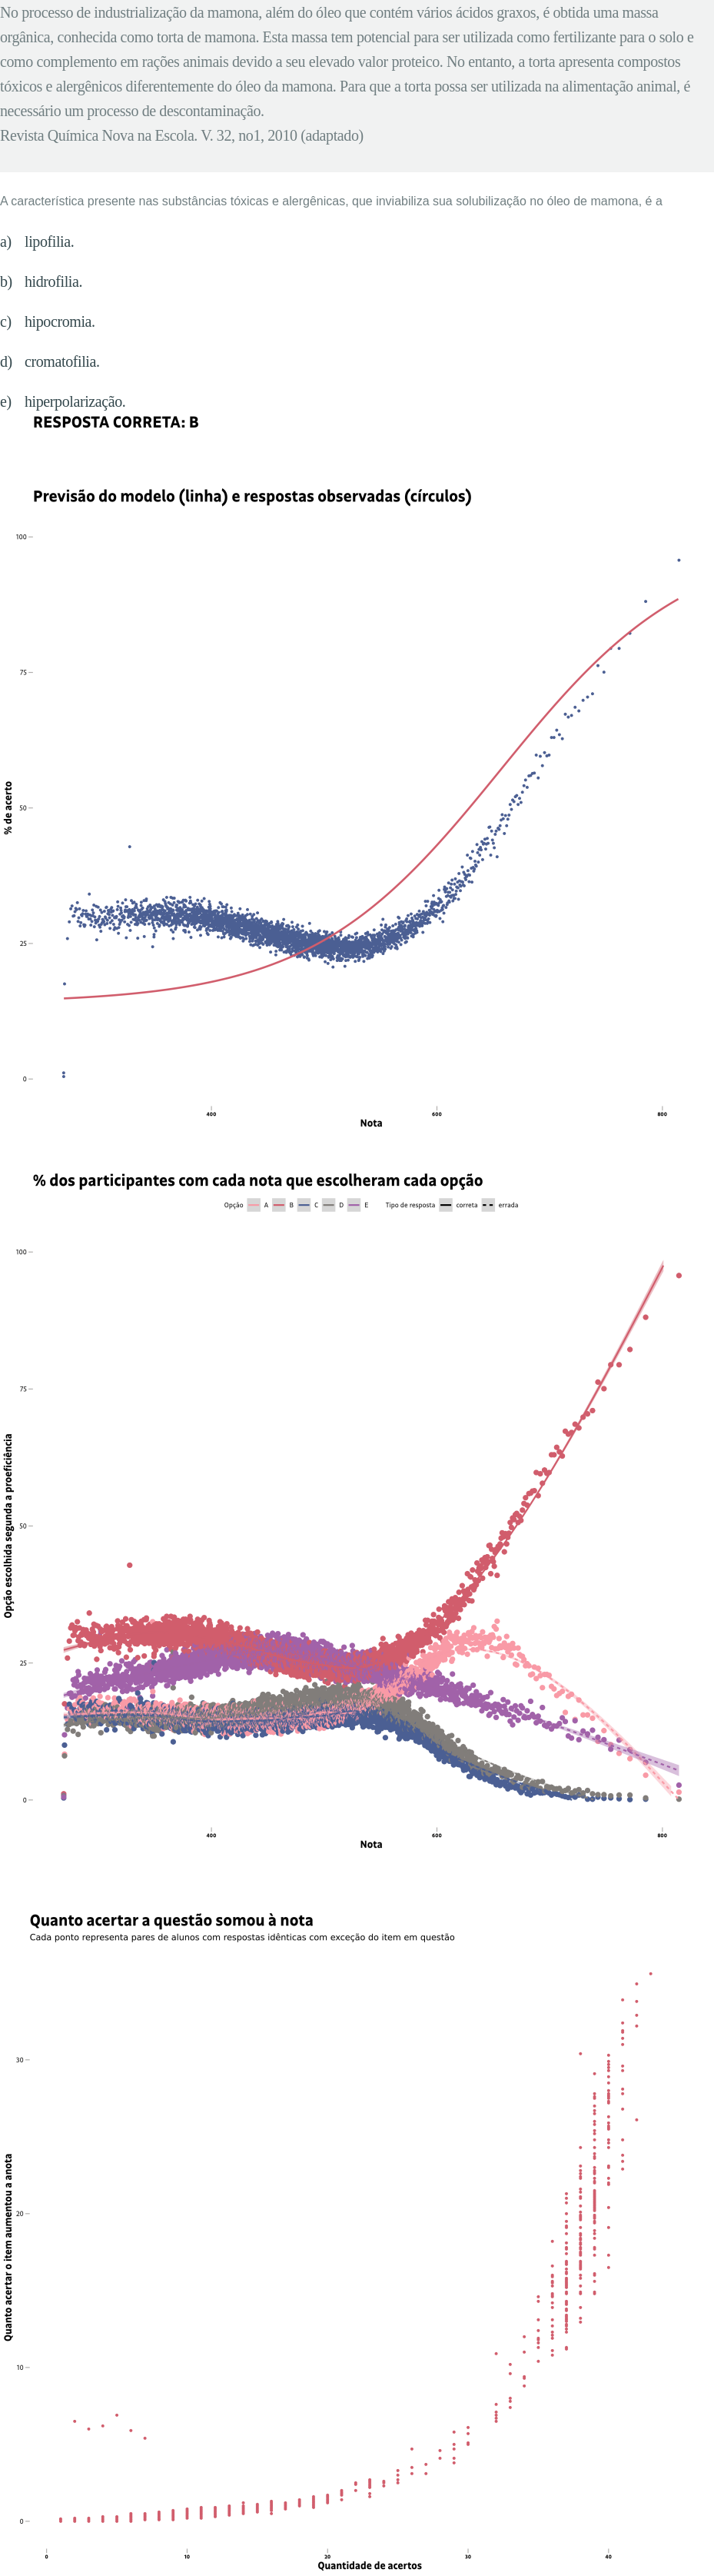 No processo de industrialização da mamona, além do óleo que contém vários ácidos graxos, é obtida uma massa
orgânica, conhecida como torta de mamona. Esta massa tem potencial para ser utilizada como fertilizante para o solo e
como complemento em rações animais devido a seu elevado valor proteico. No entanto, a torta apresenta compostos
tóxicos e alergênicos diferentemente do óleo da mamona. Para que a torta possa ser utilizada na alimentação animal, é
necessário um processo de descontaminação.
Revista Química Nova na Escola. V. 32, no1, 2010 (adaptado)
A característica presente nas substâncias tóxicas e alergênicas, que inviabiliza sua solubilização no óleo de mamona, é a
a) lipofilia.
b) hidrofilia.
c) hipocromia.
d) cromatofilia.
e) hiperpolarização.
RESPOSTA CORRETA: B
Previsão do modelo (linha) e respostas observadas (círculos)
% de acerto
100
75
50
25
0
400 600 800
Nota
% dos participantes com cada nota que escolheram cada opção
Opção A B C D E Tipo de resposta correta errada
Opção escolhida segunda a proeficiência
100
75
50
25
0
400 600 800
Nota
Quanto acertar a questão somou à nota
Cada ponto representa pares de alunos com respostas idênticas com exceção do item em questão
Quanto acertar o item aumentou a anota
30
20
10
0
0 10 20 30 40
Quantidade de acertos